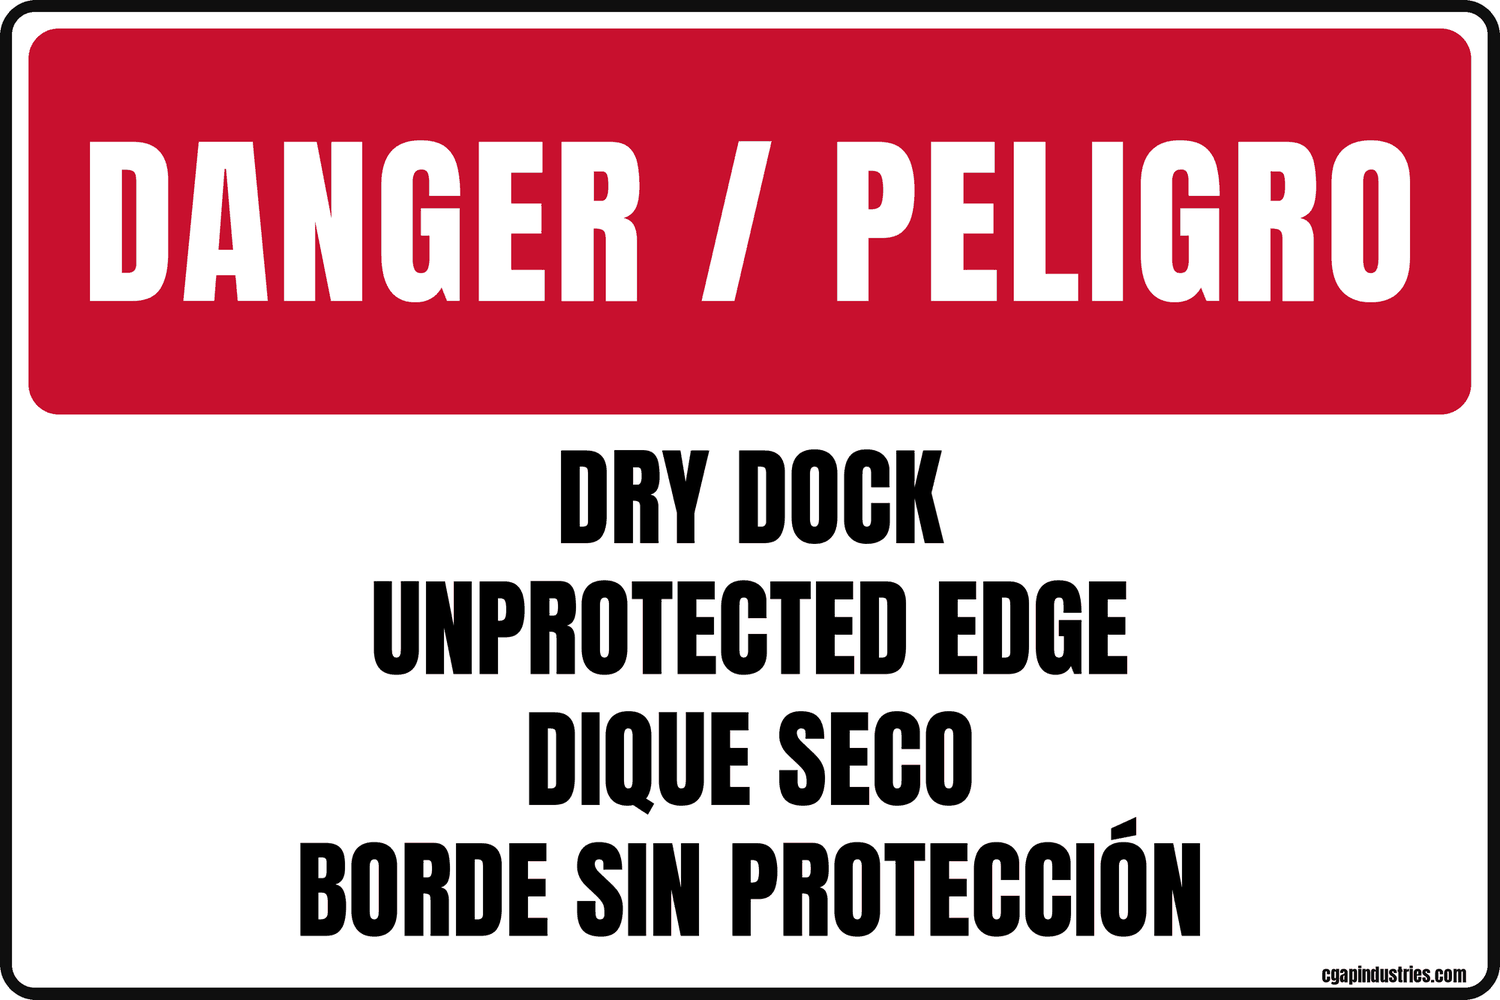 DANGER / PELIGRO
DRY DOCK
UNPROTECTED EDGE
DIQUE SECO
BORDE SIN PROTECCIÓN
cgapindustries.com